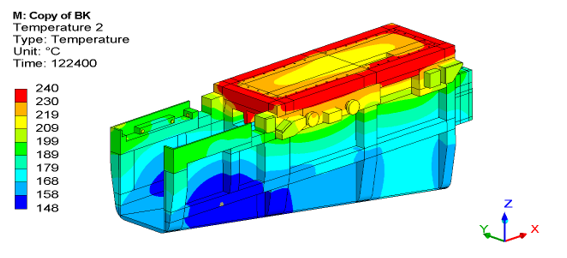 M: Copy of BK
Temperature 2
Type: Temperature
Unit: °C
Time: 122400
240
230
219
209
199
189
179
168
158
148
Z
Y
X